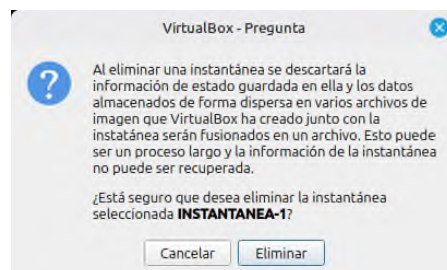 VirtualBox - Pregunta
Al eliminar una instantánea se descartará la
información de estado guardada en ella y los datos
almacenados de forma dispersa en varios archivos de
imagen que VirtualBox ha creado junto con la
instatánea serán fusionados en un archivo. Esto puede
ser un proceso largo y la información de la instantánea
no puede ser recuperada.
¿Está seguro que desea eliminar la instantánea
seleccionada INSTANTANEA-1?
Cancelar
Eliminar